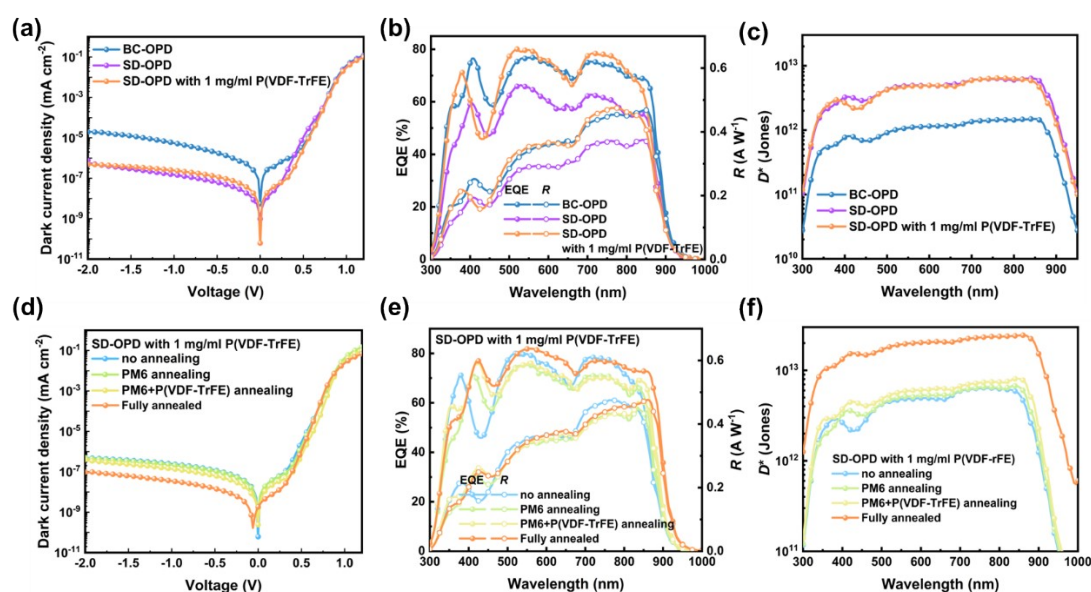 (a)
Dark current density (mA cm⁻²)
10⁻¹
10⁻³
10⁻⁵
10⁻⁷
10⁻⁹
10⁻¹¹
BC-OPD
SD-OPD
SD-OPD with 1 mg/ml P(VDF-TrFE)
-2.0 -1.5 -1.0 -0.5 0.0 0.5 1.0
Voltage (V)
(b)
EQE (%)
80
60
40
20
0
EQE R
BC-OPD
SD-OPD
SD-OPD
with 1 mg/ml P(VDF-TrFE)
0.6
0.4
0.2
0.0
R (A W⁻¹)
300 400 500 600 700 800 900 1000
Wavelength (nm)
(c)
D* (Jones)
10¹³
10¹²
10¹¹
10¹⁰
BC-OPD
SD-OPD
SD-OPD with 1 mg/ml P(VDF-TrFE)
300 400 500 600 700 800 900
Wavelength (nm)
(d)
Dark current density (mA cm⁻²)
10⁻¹
10⁻³
10⁻⁵
10⁻⁷
10⁻⁹
10⁻¹¹
SD-OPD with 1 mg/ml P(VDF-TrFE)
no annealing
PM6 annealing
PM6+P(VDF-TrFE) annealing
Fully annealed
-2.0 -1.5 -1.0 -0.5 0.0 0.5 1.0
Voltage (V)
(e)
EQE (%)
80
60
40
20
0
SD-OPD with 1 mg/ml P(VDF-TrFE)
EQE R
no annealing
PM6 annealing
PM6+P(VDF-TrFE) annealing
Fully annealed
0.6
0.4
0.2
0.0
R (A W⁻¹)
300 400 500 600 700 800 900 1000
Wavelength (nm)
(f)
D* (Jones)
10¹³
10¹²
10¹¹
SD-OPD with 1 mg/ml P(VDF-rFE)
no annealing
PM6 annealing
PM6+P(VDF-TrFE) annealing
Fully annealed
300 400 500 600 700 800 900 1000
Wavelength (nm)